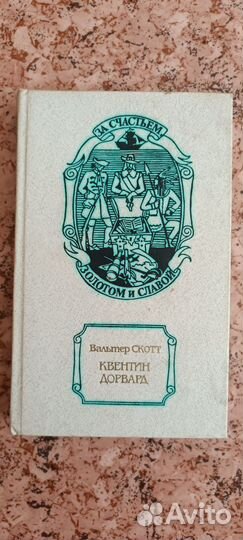 ЗА СЧАСТЬЕМ,
ЗОЛОТОМ И СЛАВОЙ
Вальтер СКОТТ
КВЕНТИН
ДОРВАРД
Avito